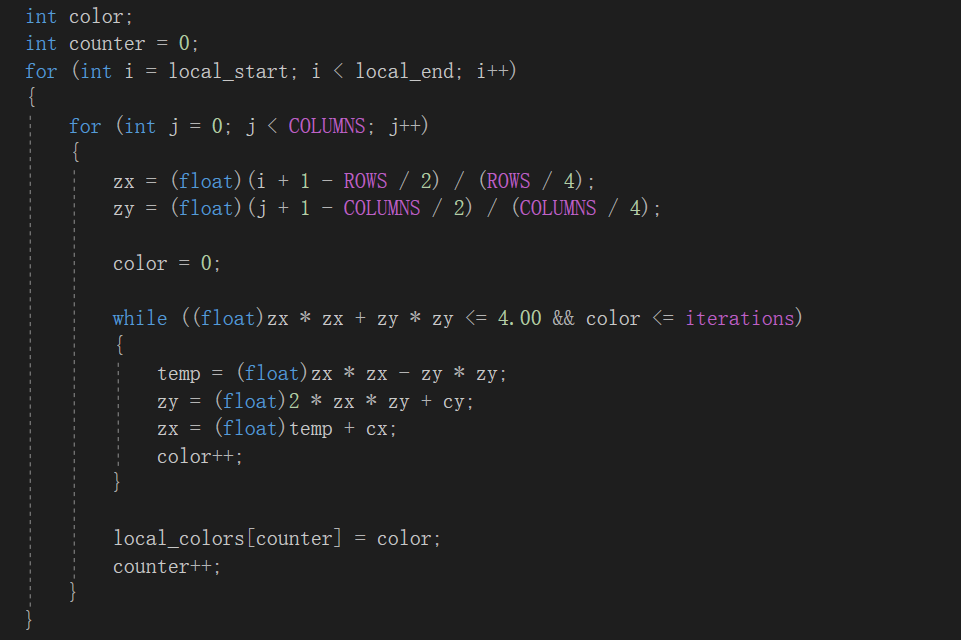 int color;
int counter = 0;
for (int i = local_start; i < local_end; i++)
{
for (int j = 0; j < COLUMNS; j++)
{
zx = (float)(i + 1 - ROWS / 2) / (ROWS / 4);
zy = (float)(j + 1 - COLUMNS / 2) / (COLUMNS / 4);
color = 0;
while ((float)zx * zx + zy * zy <= 4.00 && color <= iterations)
{
temp = (float)zx * zx - zy * zy;
zy = (float)2 * zx * zy + cy;
zx = (float)temp + cx;
color++;
}
local_colors[counter] = color;
counter++;
}
}